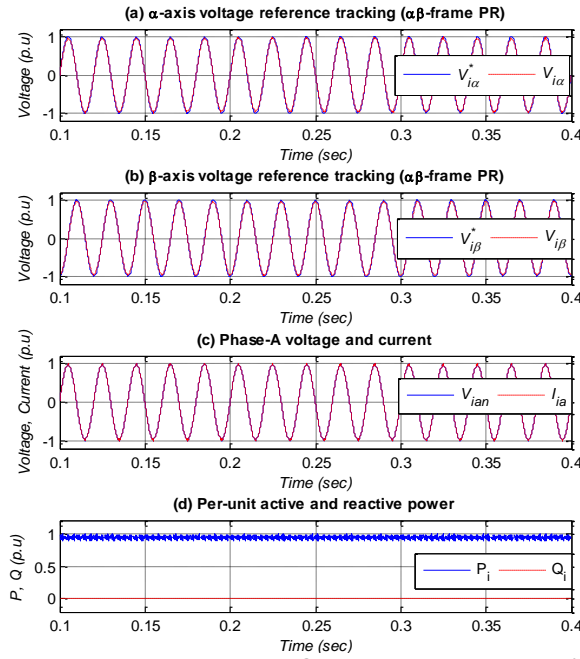 (a) α-axis voltage reference tracking (αβ-frame PR)
Voltage (p.u)
1
0
-1
V*iα Viα
0.1 0.15 0.2 0.25 0.3 0.35 0.4
Time (sec)
(b) β-axis voltage reference tracking (αβ-frame PR)
Voltage (p.u)
1
0
-1
V*iβ Viβ
0.1 0.15 0.2 0.25 0.3 0.35 0.4
Time (sec)
(c) Phase-A voltage and current
Voltage, Current (p.u)
1
0
-1
Vian Iia
0.1 0.15 0.2 0.25 0.3 0.35 0.4
Time (sec)
(d) Per-unit active and reactive power
P, Q (p.u)
1
0.5
0
Pi Qi
0.1 0.15 0.2 0.25 0.3 0.35 0.4
Time (sec)